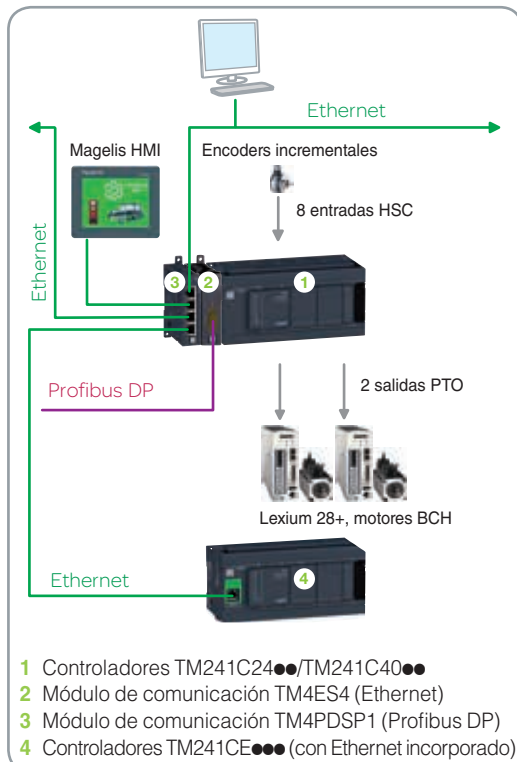 Ethernet
Magelis HMI
Encoders incrementales
8 entradas HSC
Ethernet
3
2
1
Profibus DP
2 salidas PTO
Lexium 28+, motores BCH
Ethernet
4
1 Controladores TM241C24●●/TM241C40●●
2 Módulo de comunicación TM4ES4 (Ethernet)
3 Módulo de comunicación TM4PDSP1 (Profibus DP)
4 Controladores TM241CE●●● (con Ethernet incorporado)